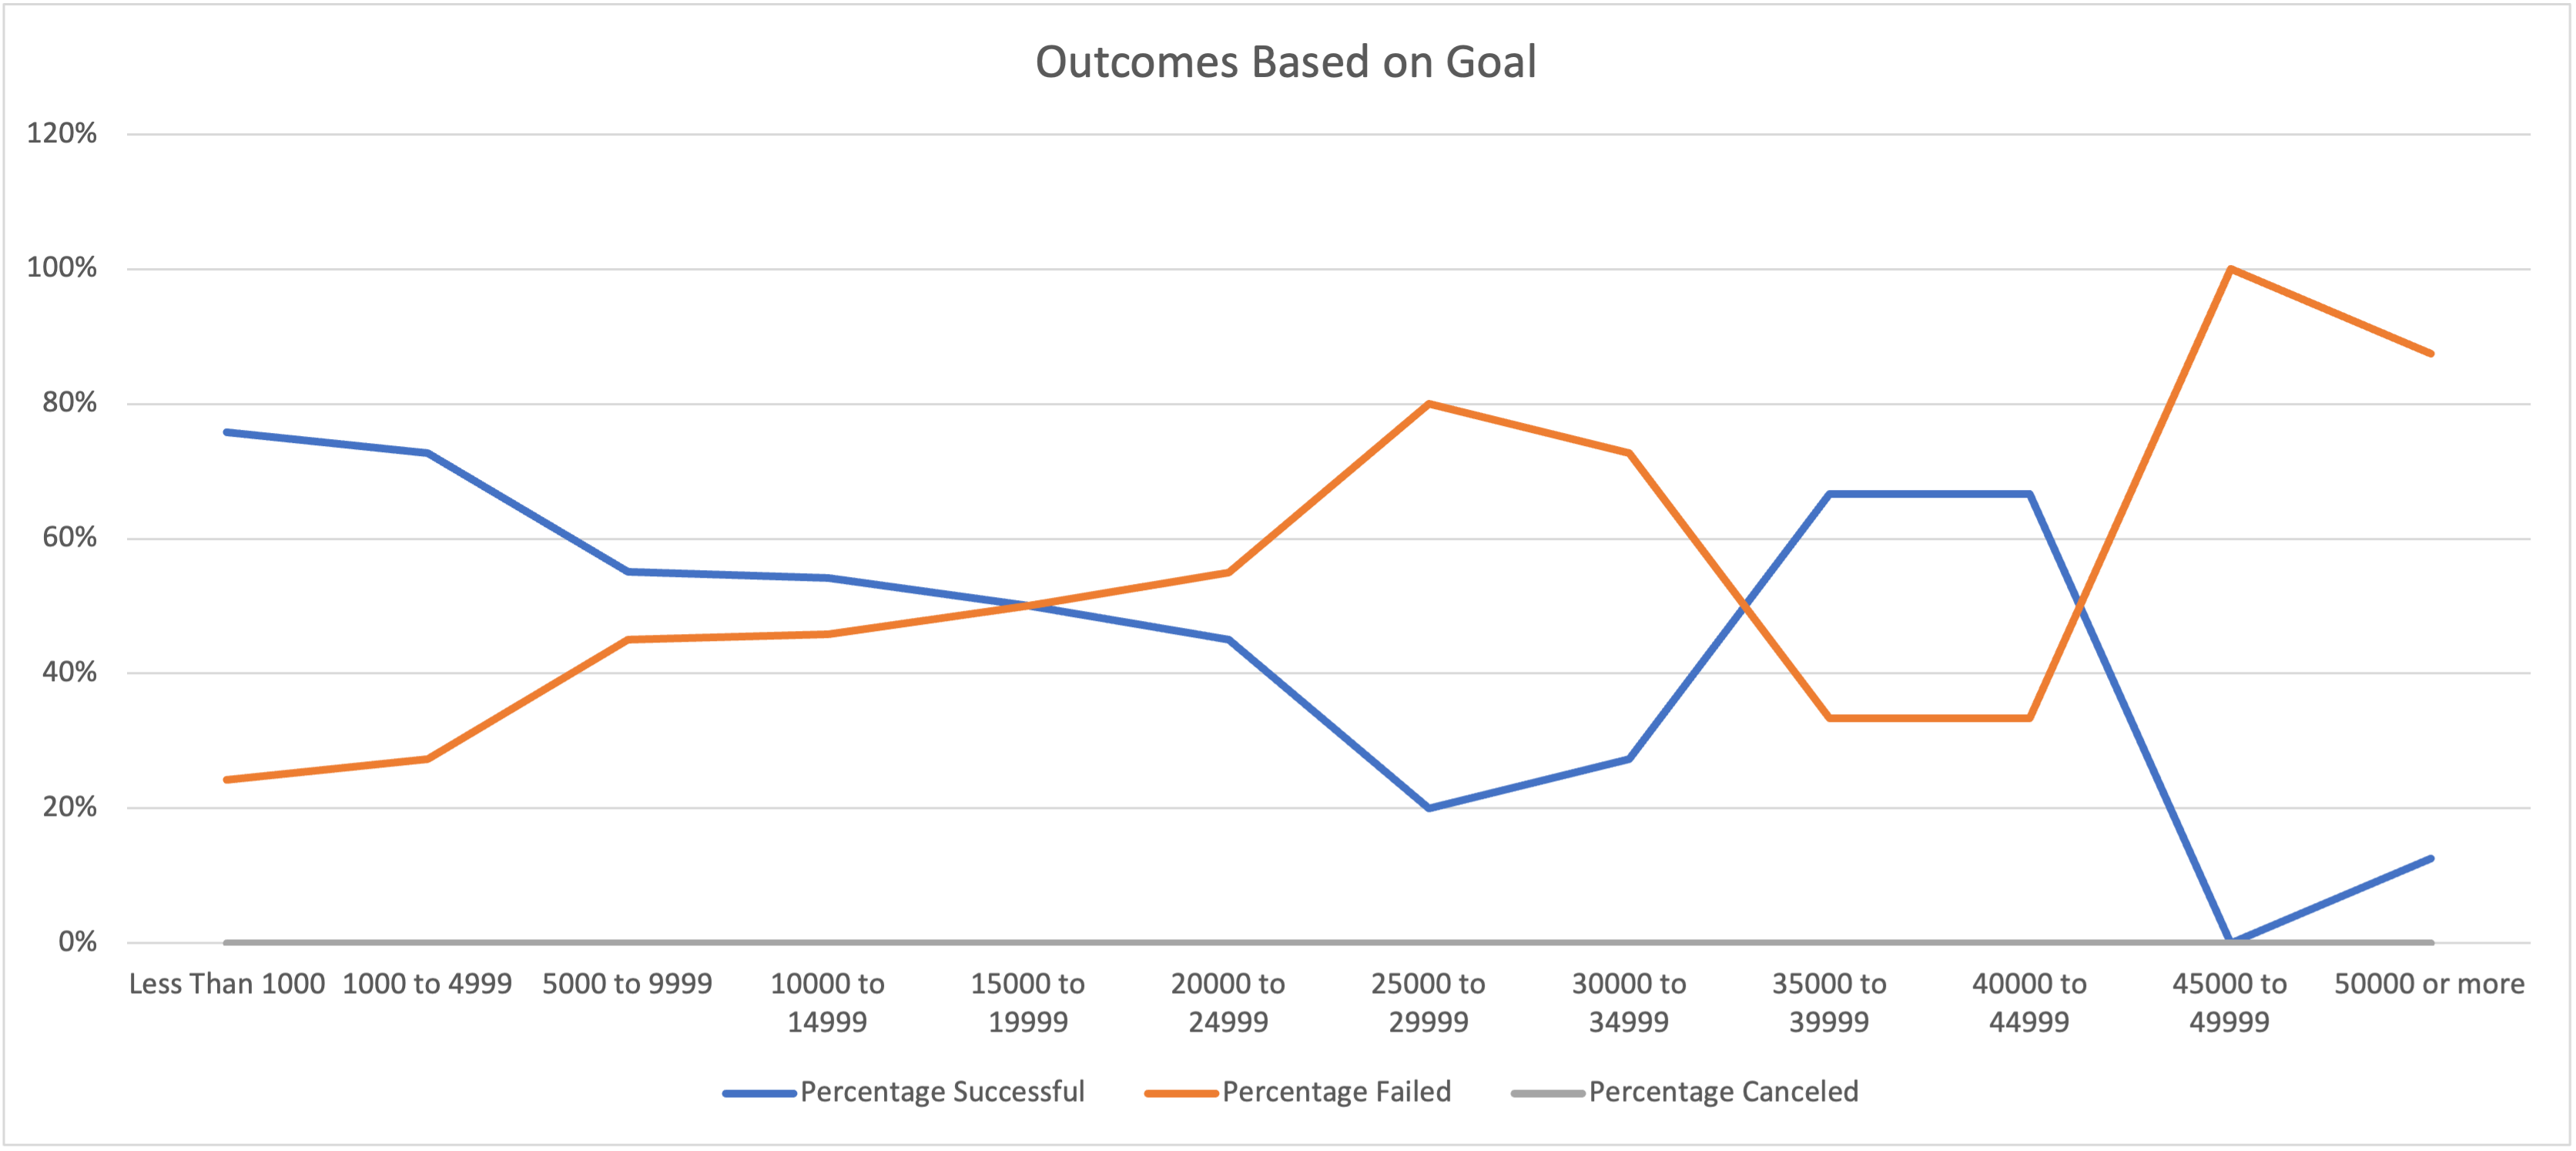 Outcomes Based on Goal
120%
100%
80%
60%
40%
20%
0%
Less Than 1000
1000 to 4999
5000 to 9999
10000 to
14999
15000 to
19999
20000 to
24999
25000 to
29999
30000 to
34999
35000 to
39999
40000 to
44999
45000 to
49999
50000 or more
Percentage Successful
Percentage Failed
Percentage Canceled